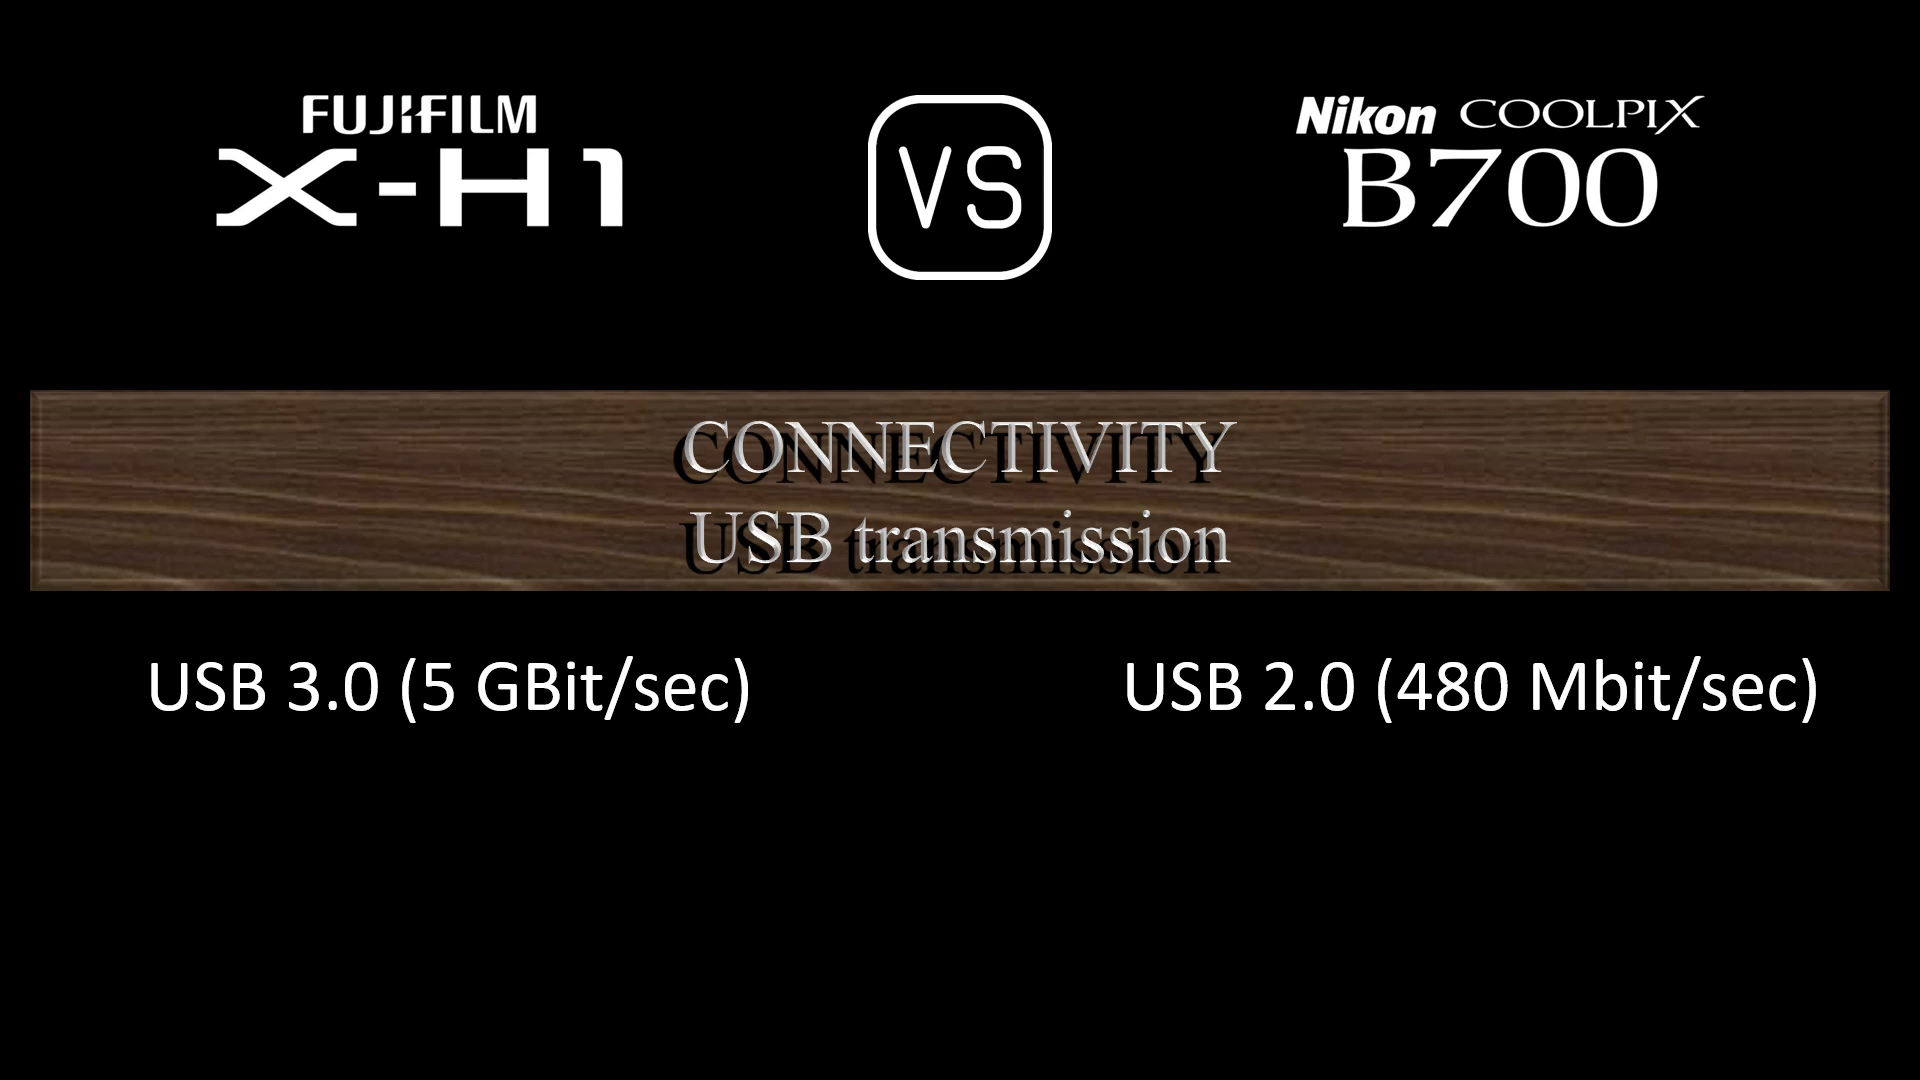 FUJIFILM
X-H1
VS
Nikon COOLPIX
B700
CONNECTIVITY
USB transmission
USB 3.0 (5 GBit/sec)
USB 2.0 (480 Mbit/sec)